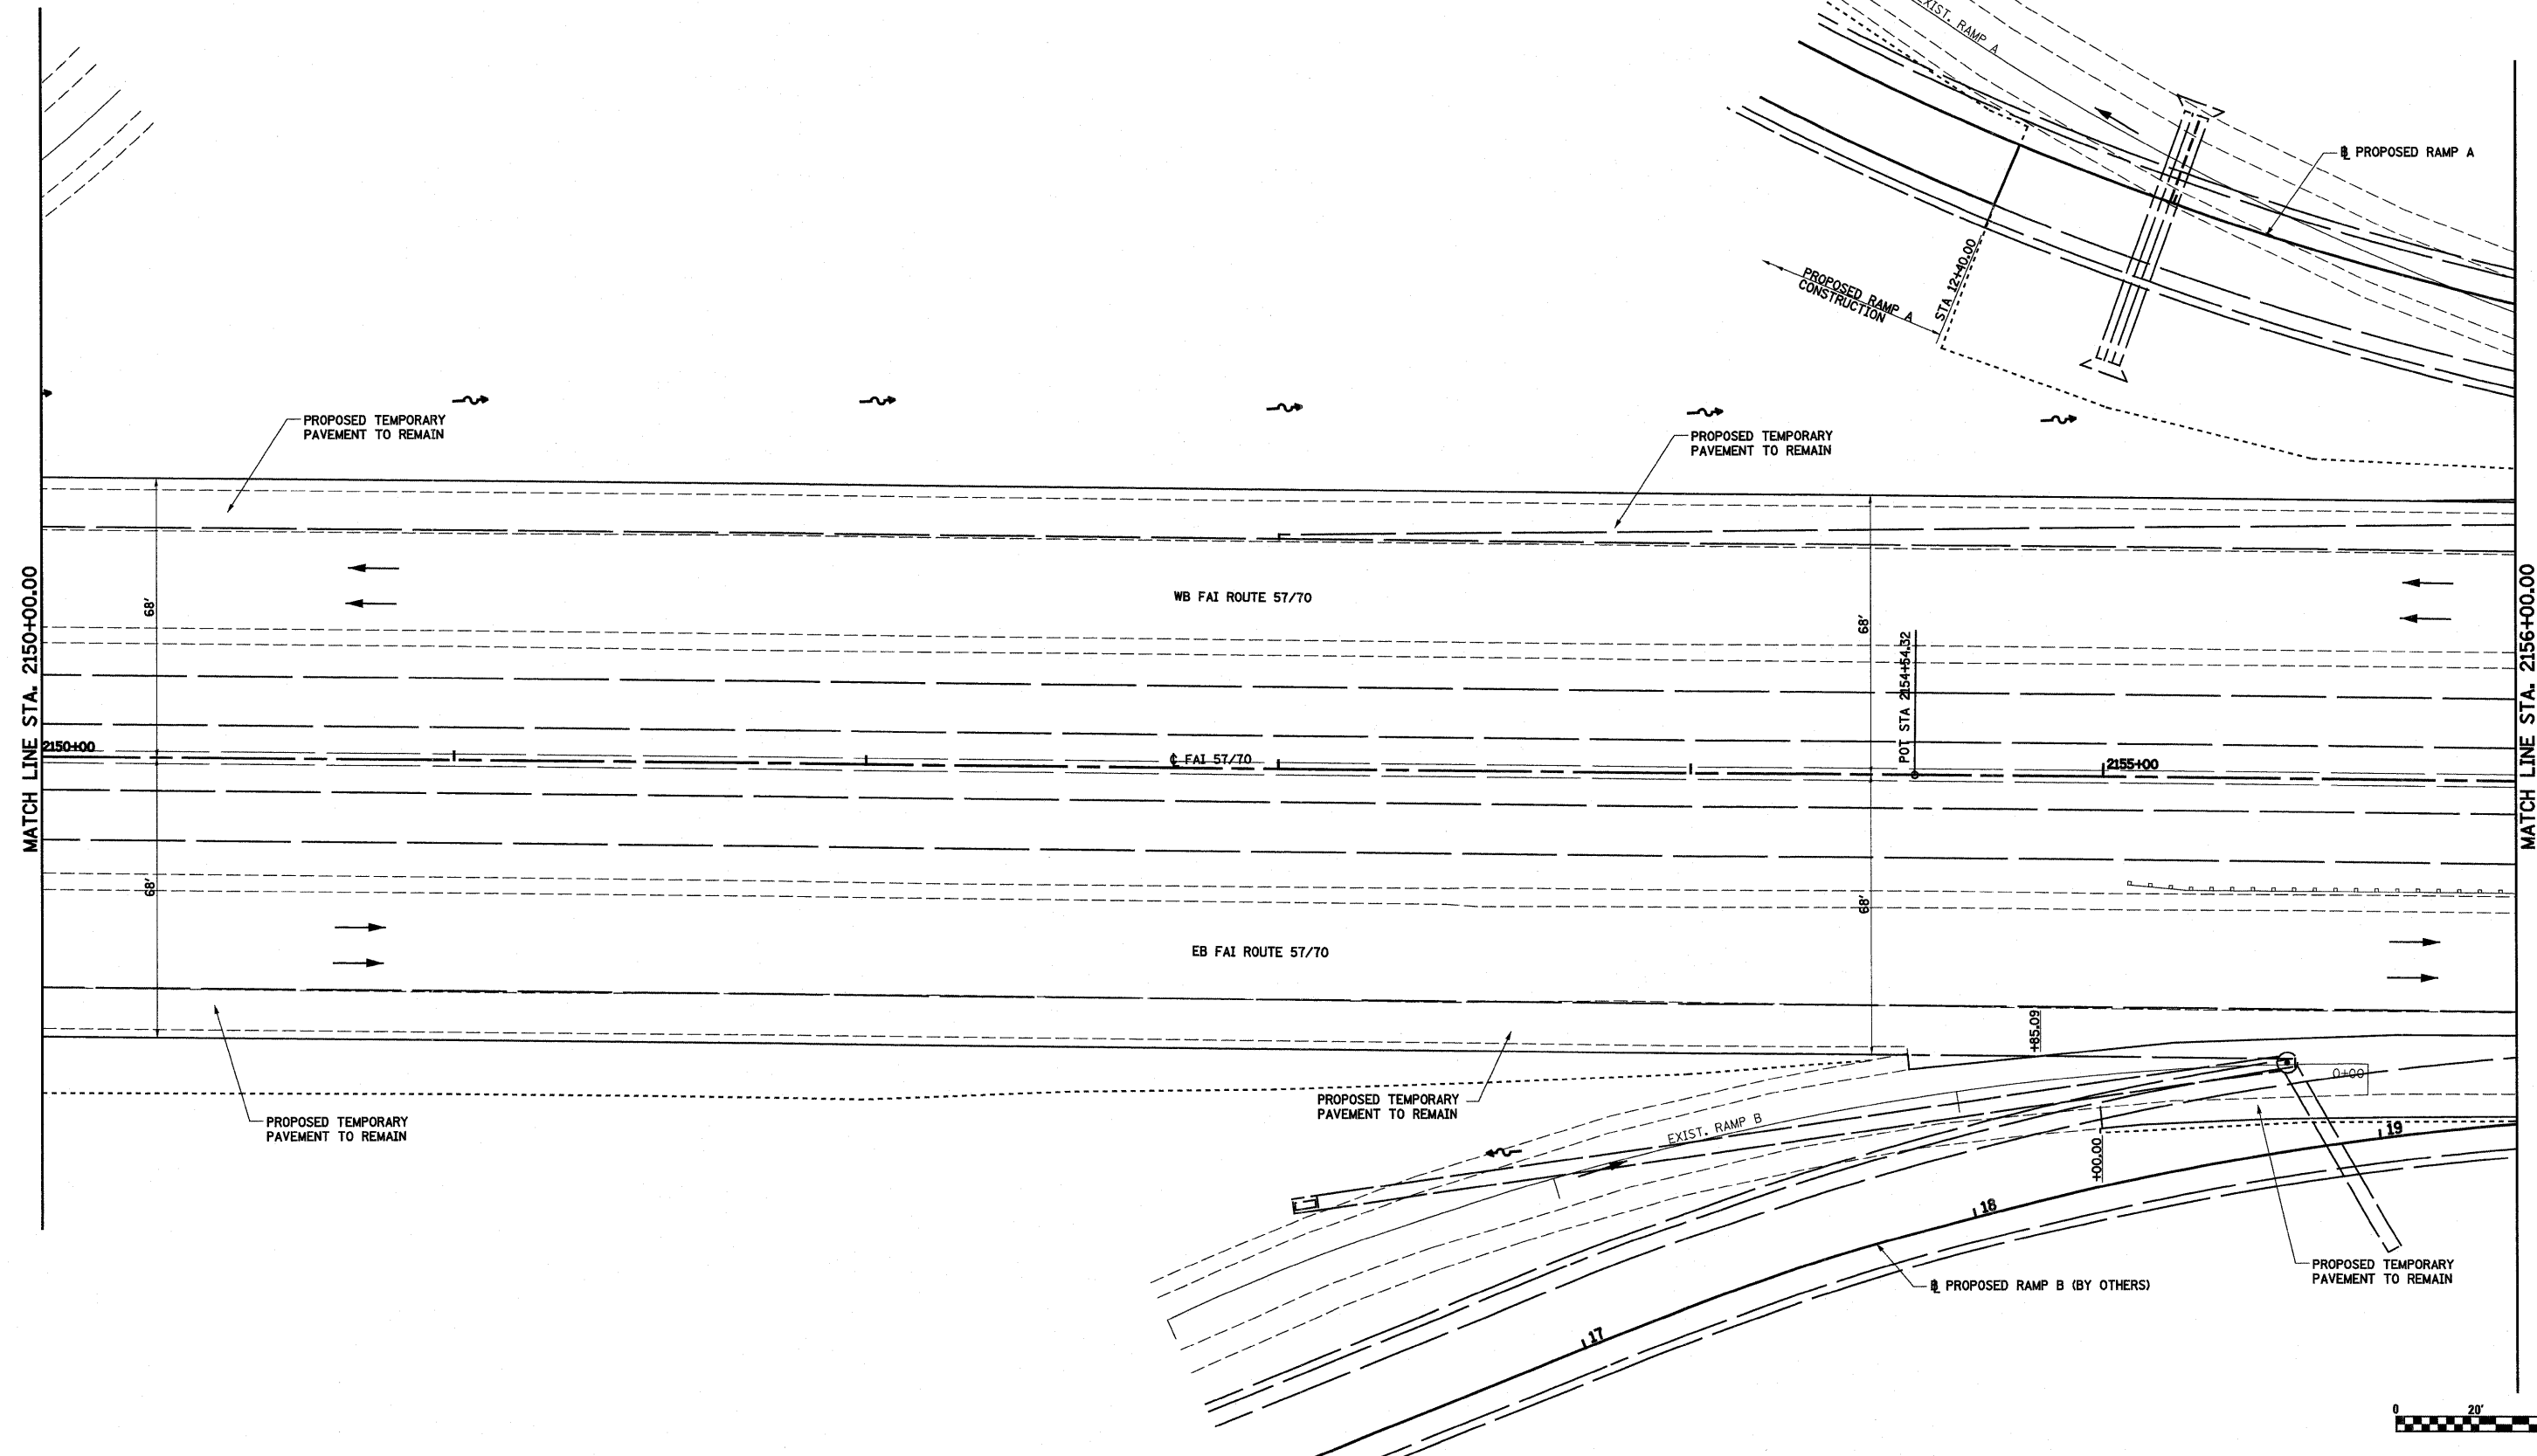 EXIST. RAMP A
℄ PROPOSED RAMP A
STA 12+40.00
PROPOSED RAMP A
CONSTRUCTION
PROPOSED TEMPORARY
PAVEMENT TO REMAIN
PROPOSED TEMPORARY
PAVEMENT TO REMAIN
MATCH LINE STA. 2150+00.00
MATCH LINE STA. 2156+00.00
68'
WB FAI ROUTE 57/70
68'
POT STA 2154+54.32
2150+00
℄ FAI 57/70
2155+00
68'
68'
EB FAI ROUTE 57/70
+85.09
0+00
PROPOSED TEMPORARY
PAVEMENT TO REMAIN
PROPOSED TEMPORARY
PAVEMENT TO REMAIN
EXIST. RAMP B
19
+00.00
18
17
PROPOSED TEMPORARY
PAVEMENT TO REMAIN
℄ PROPOSED RAMP B (BY OTHERS)
0
20'